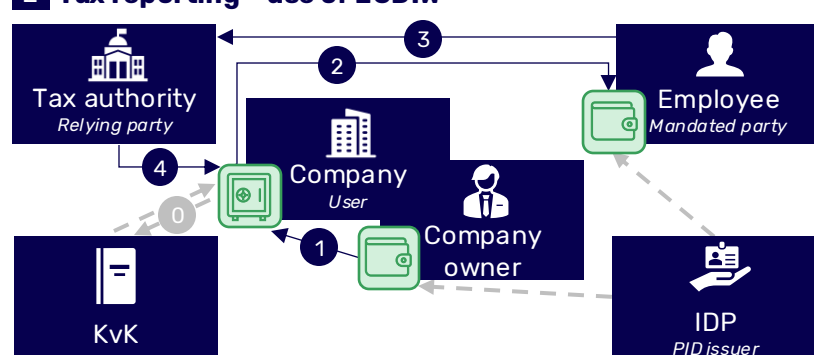 3
2
Tax authority
Relying party
Employee
Mandated party
4
Company
User
0
1
Company
owner
KvK
IDP
PID issuer